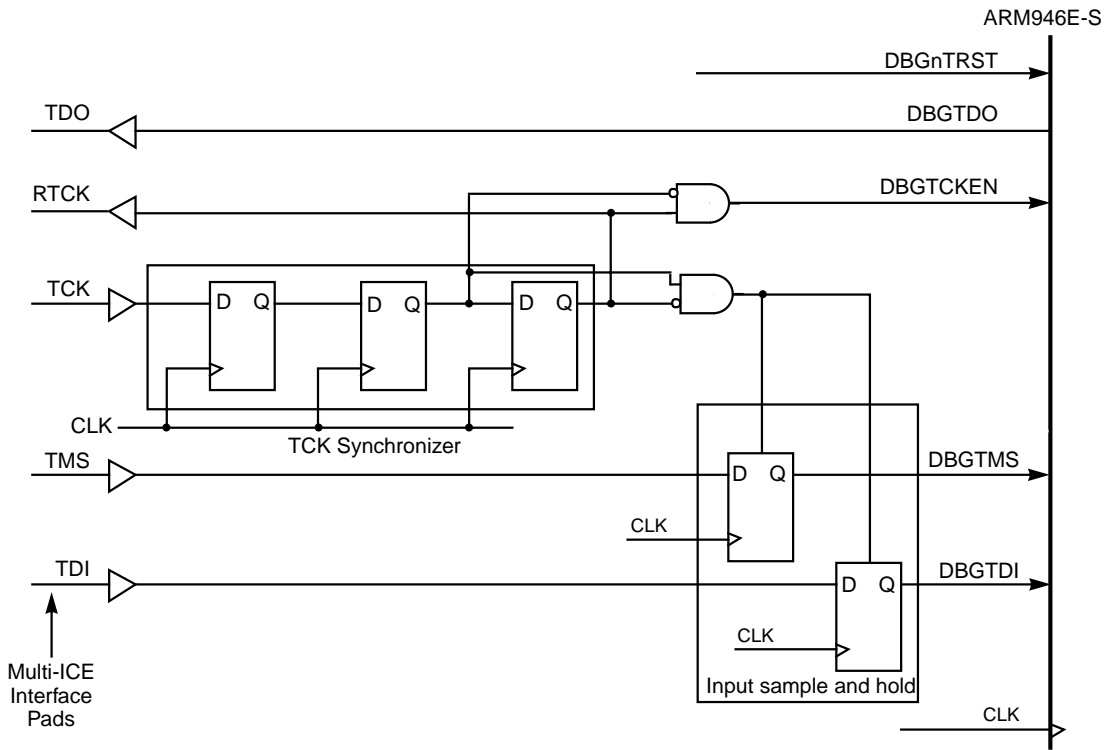 ARM946E-S
DBGnTRST
TDO
DBGTDO
RTCK
DBGTCKEN
TCK
D Q
D Q
D Q
CLK
TCK Synchronizer
TMS
D Q
DBGTMS
CLK
TDI
D Q
DBGTDI
CLK
Multi-ICE
Interface
Pads
Input sample and hold
CLK